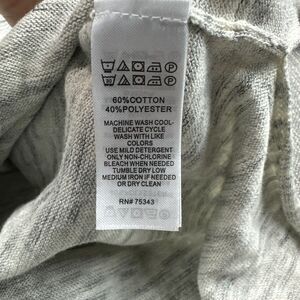 60%COTTON
40%POLYESTER
MACHINE WASH COOL-
DELICATE CYCLE
WASH WITH LIKE
COLORS
USE MILD DETERGENT
ONLY NON-CHLORINE
BLEACH WHEN NEEDED
TUMBLE DRY LOW
MEDIUM IRON IF NEEDED
OR DRY CLEAN
RN# 75343